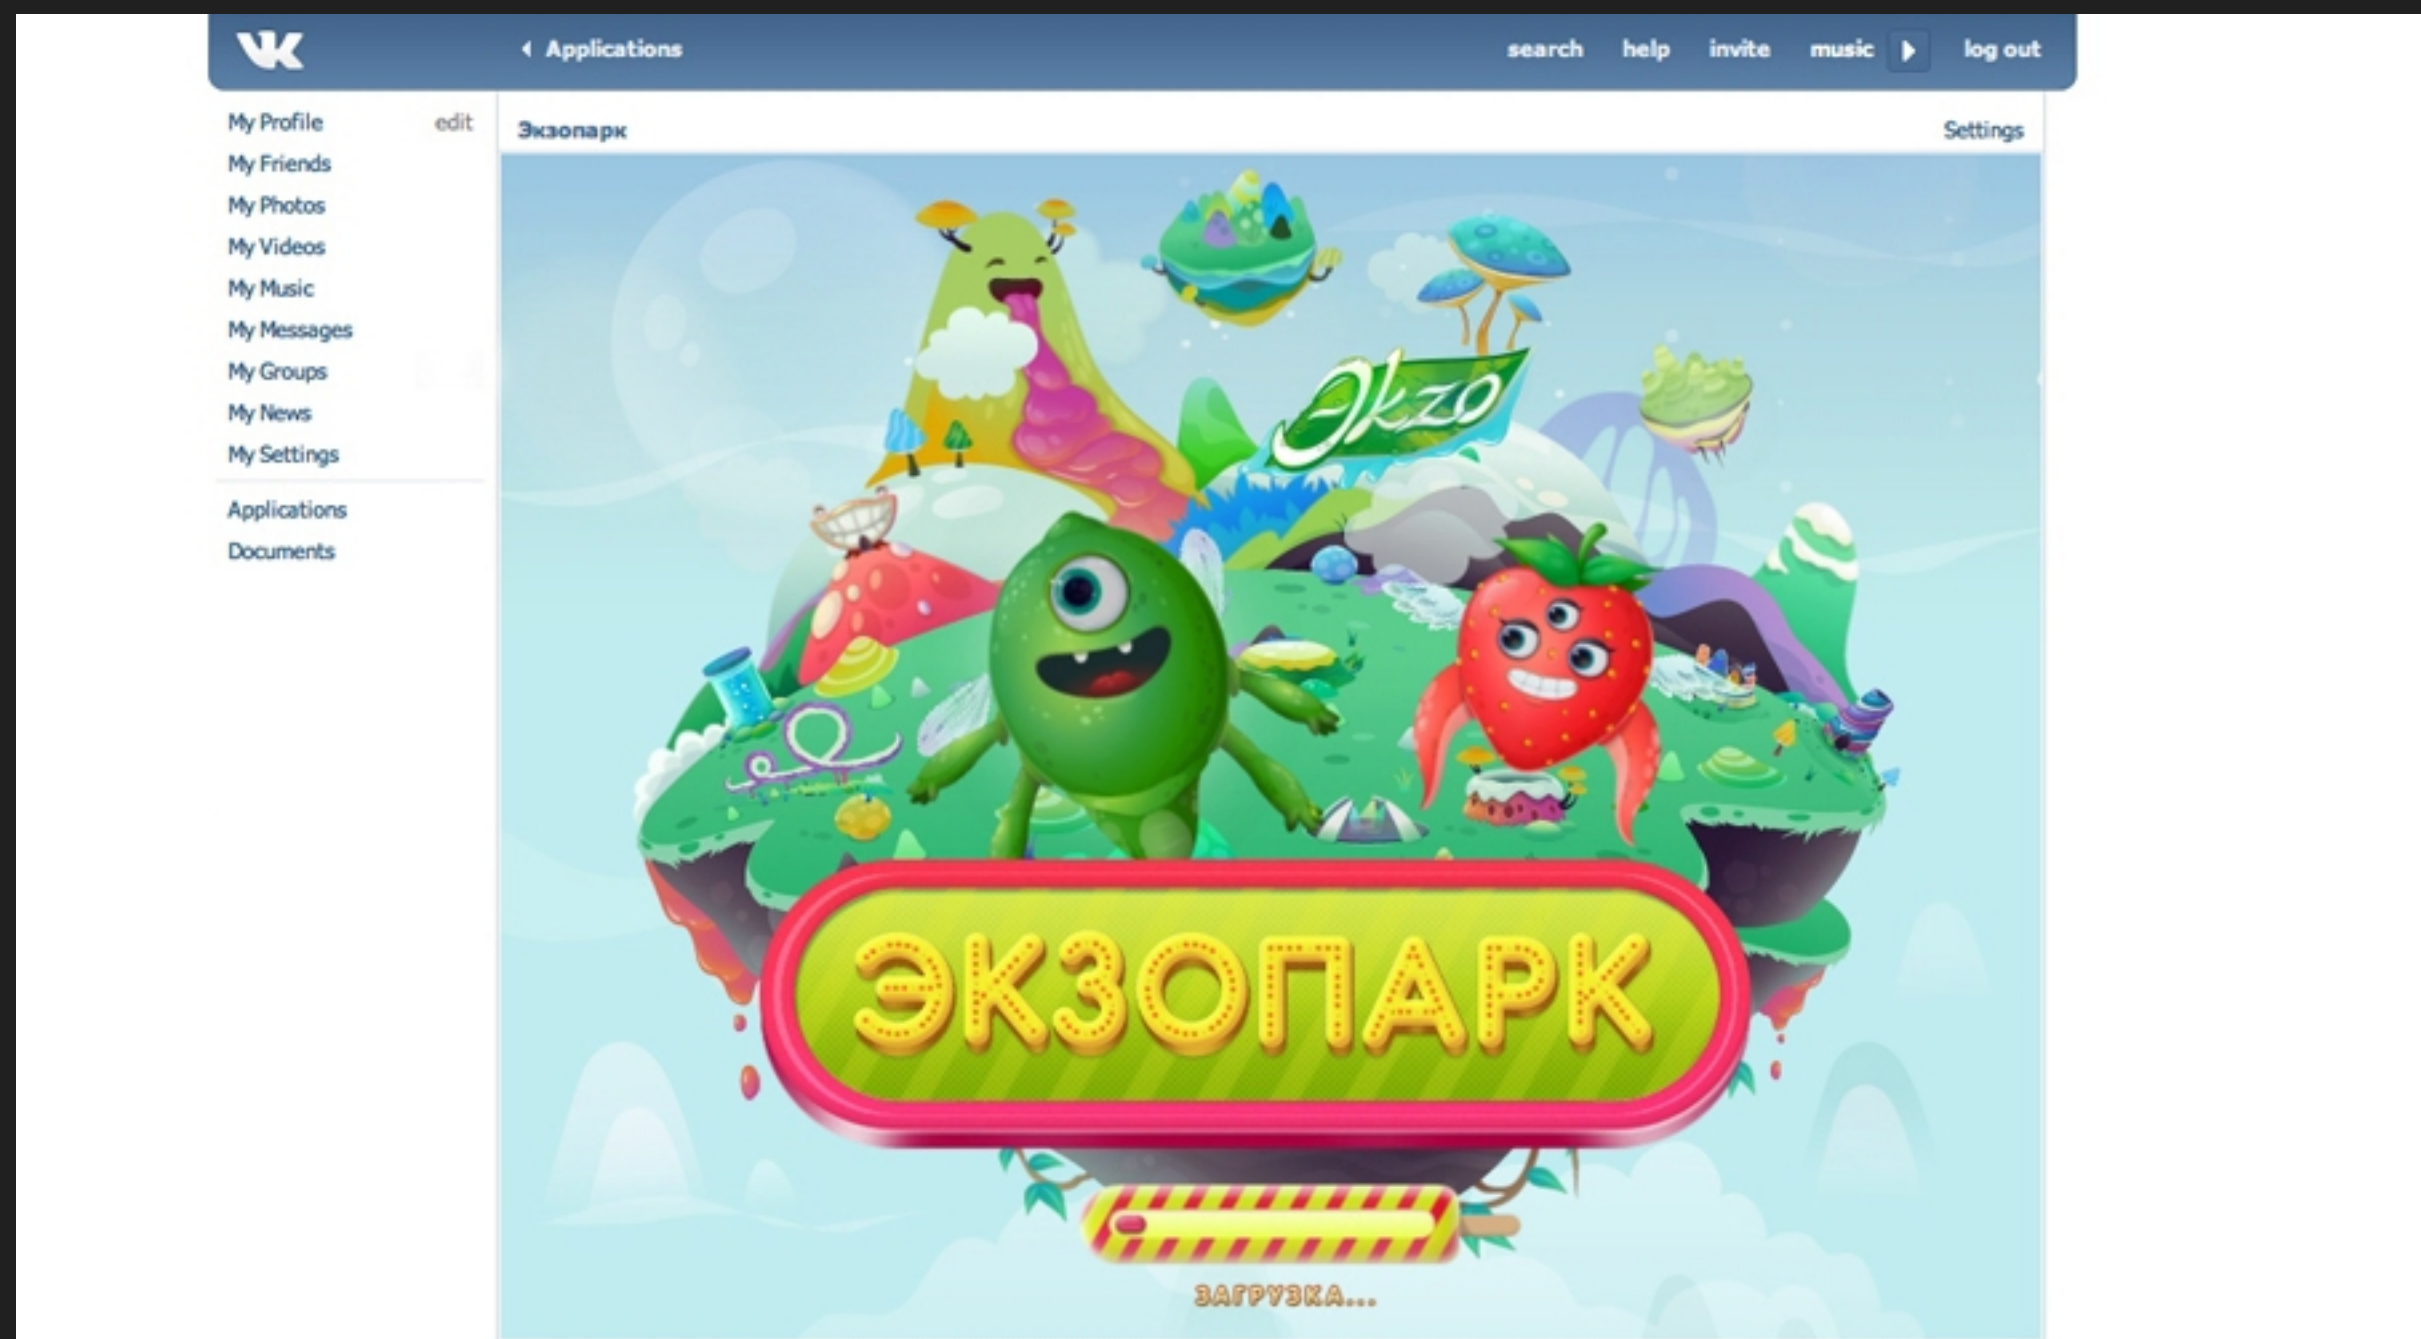 VK
Applications
search help invite music log out
My Profile edit
My Friends
My Photos
My Videos
My Music
My Messages
My Groups
My News
My Settings
Applications
Documents
Экзопарк Settings
Эkzo
ЭКЗОПАРК
ЗАГРУЗКА...